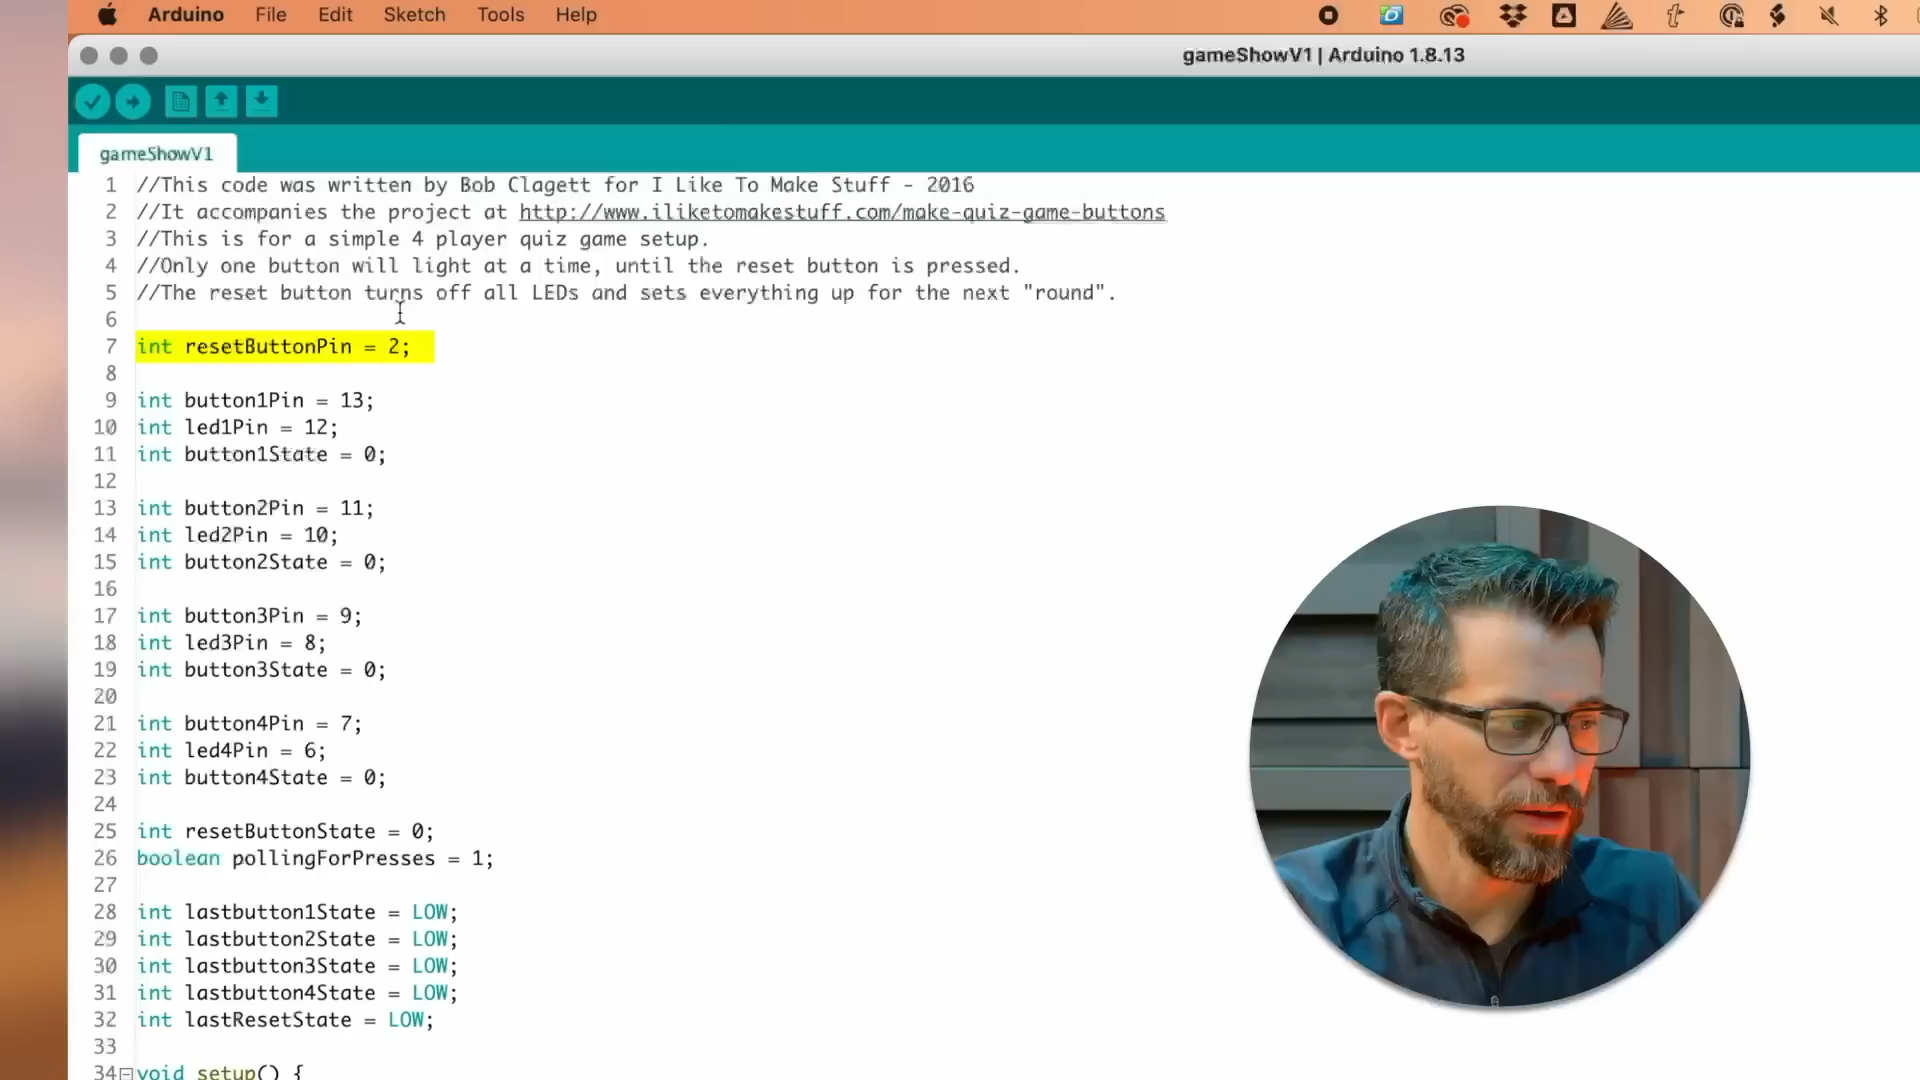 Arduino File Edit Sketch Tools Help
gameShowV1 | Arduino 1.8.13
gameShowV1
1 //This code was written by Bob Clagett for I Like To Make Stuff - 2016
2 //It accompanies the project at http://www.iliketomakestuff.com/make-quiz-game-buttons
3 //This is for a simple 4 player quiz game setup.
4 //Only one button will light at a time, until the reset button is pressed.
5 //The reset button turns off all LEDs and sets everything up for the next "round".
6
7 int resetButtonPin = 2;
8
9 int button1Pin = 13;
10 int led1Pin = 12;
11 int button1State = 0;
12
13 int button2Pin = 11;
14 int led2Pin = 10;
15 int button2State = 0;
16
17 int button3Pin = 9;
18 int led3Pin = 8;
19 int button3State = 0;
20
21 int button4Pin = 7;
22 int led4Pin = 6;
23 int button4State = 0;
24
25 int resetButtonState = 0;
26 boolean pollingForPresses = 1;
27
28 int lastbutton1State = LOW;
29 int lastbutton2State = LOW;
30 int lastbutton3State = LOW;
31 int lastbutton4State = LOW;
32 int lastResetState = LOW;
33
34 void setup() {